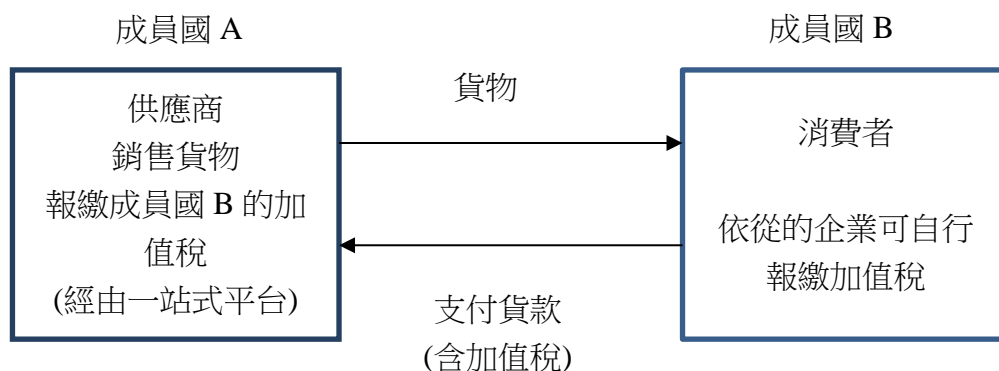 成員國 A
成員國 B
供應商
銷售貨物
報繳成員國 B 的加
值稅
(經由一站式平台)
貨物
支付貨款
(含加值稅)
消費者
依從的企業可自行
報繳加值稅